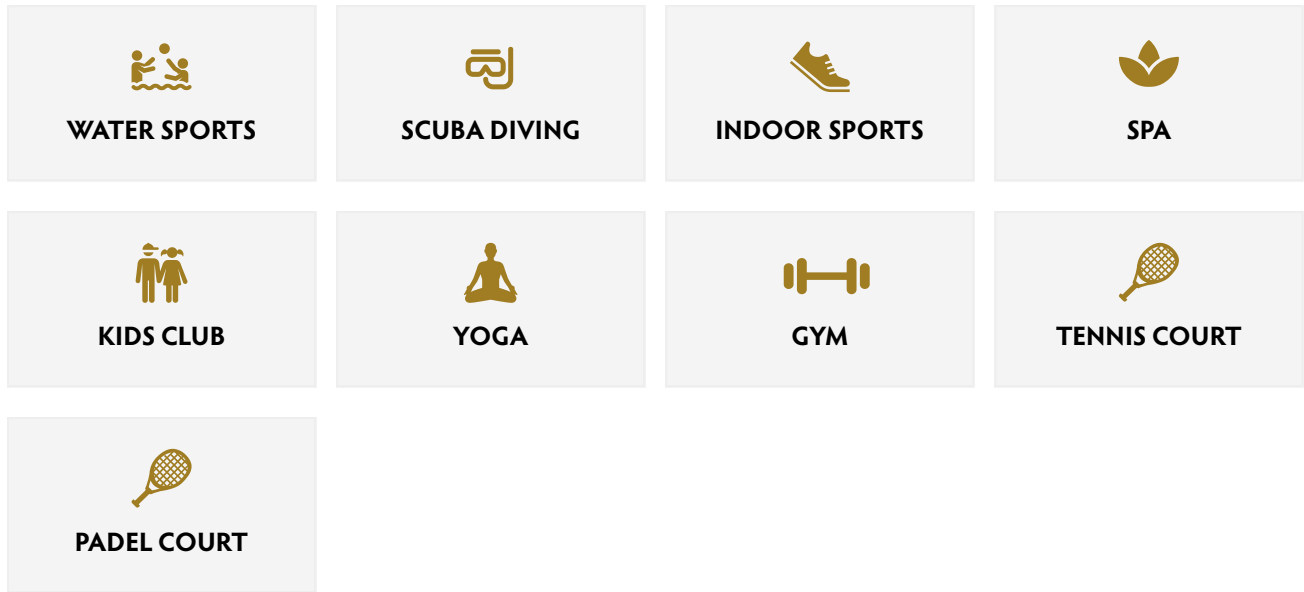 WATER SPORTS
SCUBA DIVING
INDOOR SPORTS
SPA
KIDS CLUB
YOGA
GYM
TENNIS COURT
PADEL COURT